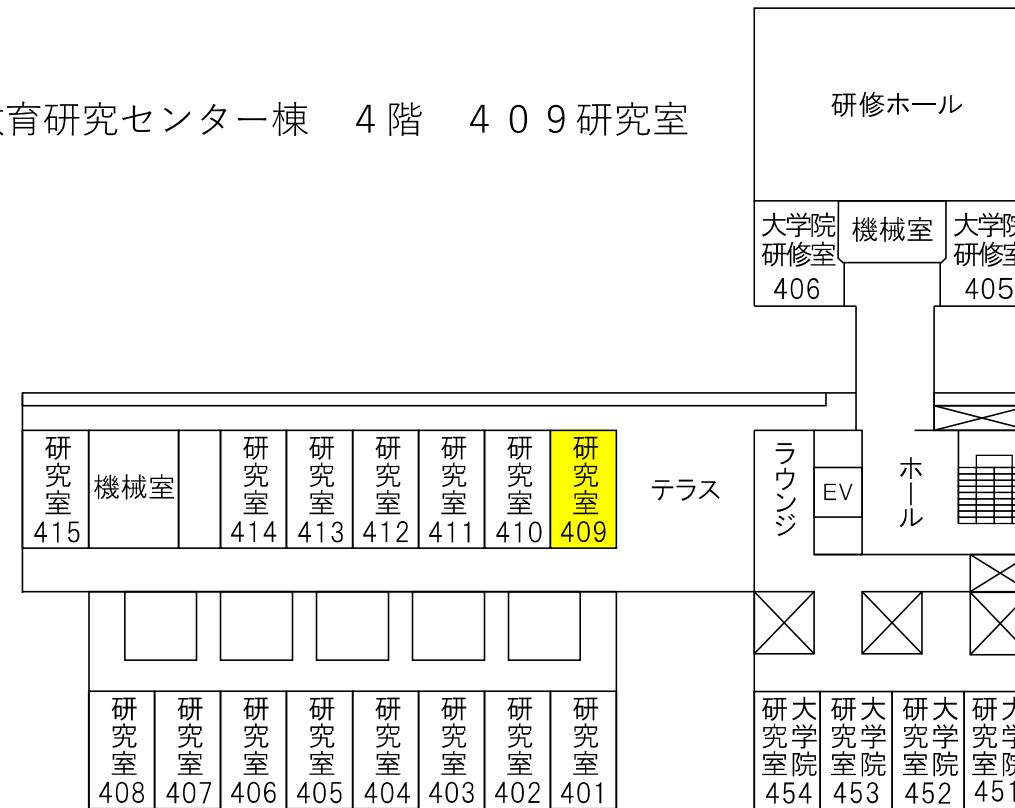 育研究センター棟　４階　４０９研究室
研修ホール
大学院
研修室
406
機械室
大学院
研修室
405
研究室
415
機械室
研究室
414
研究室
413
研究室
412
研究室
411
研究室
410
研究室
409
テラス
ラウンジ
EV
ホール
研究室
408
研究室
407
研究室
406
研究室
405
研究室
404
研究室
403
研究室
402
研究室
401
大学院
研究室
454
大学院
研究室
453
大学院
研究室
452
大学院
研究室
451